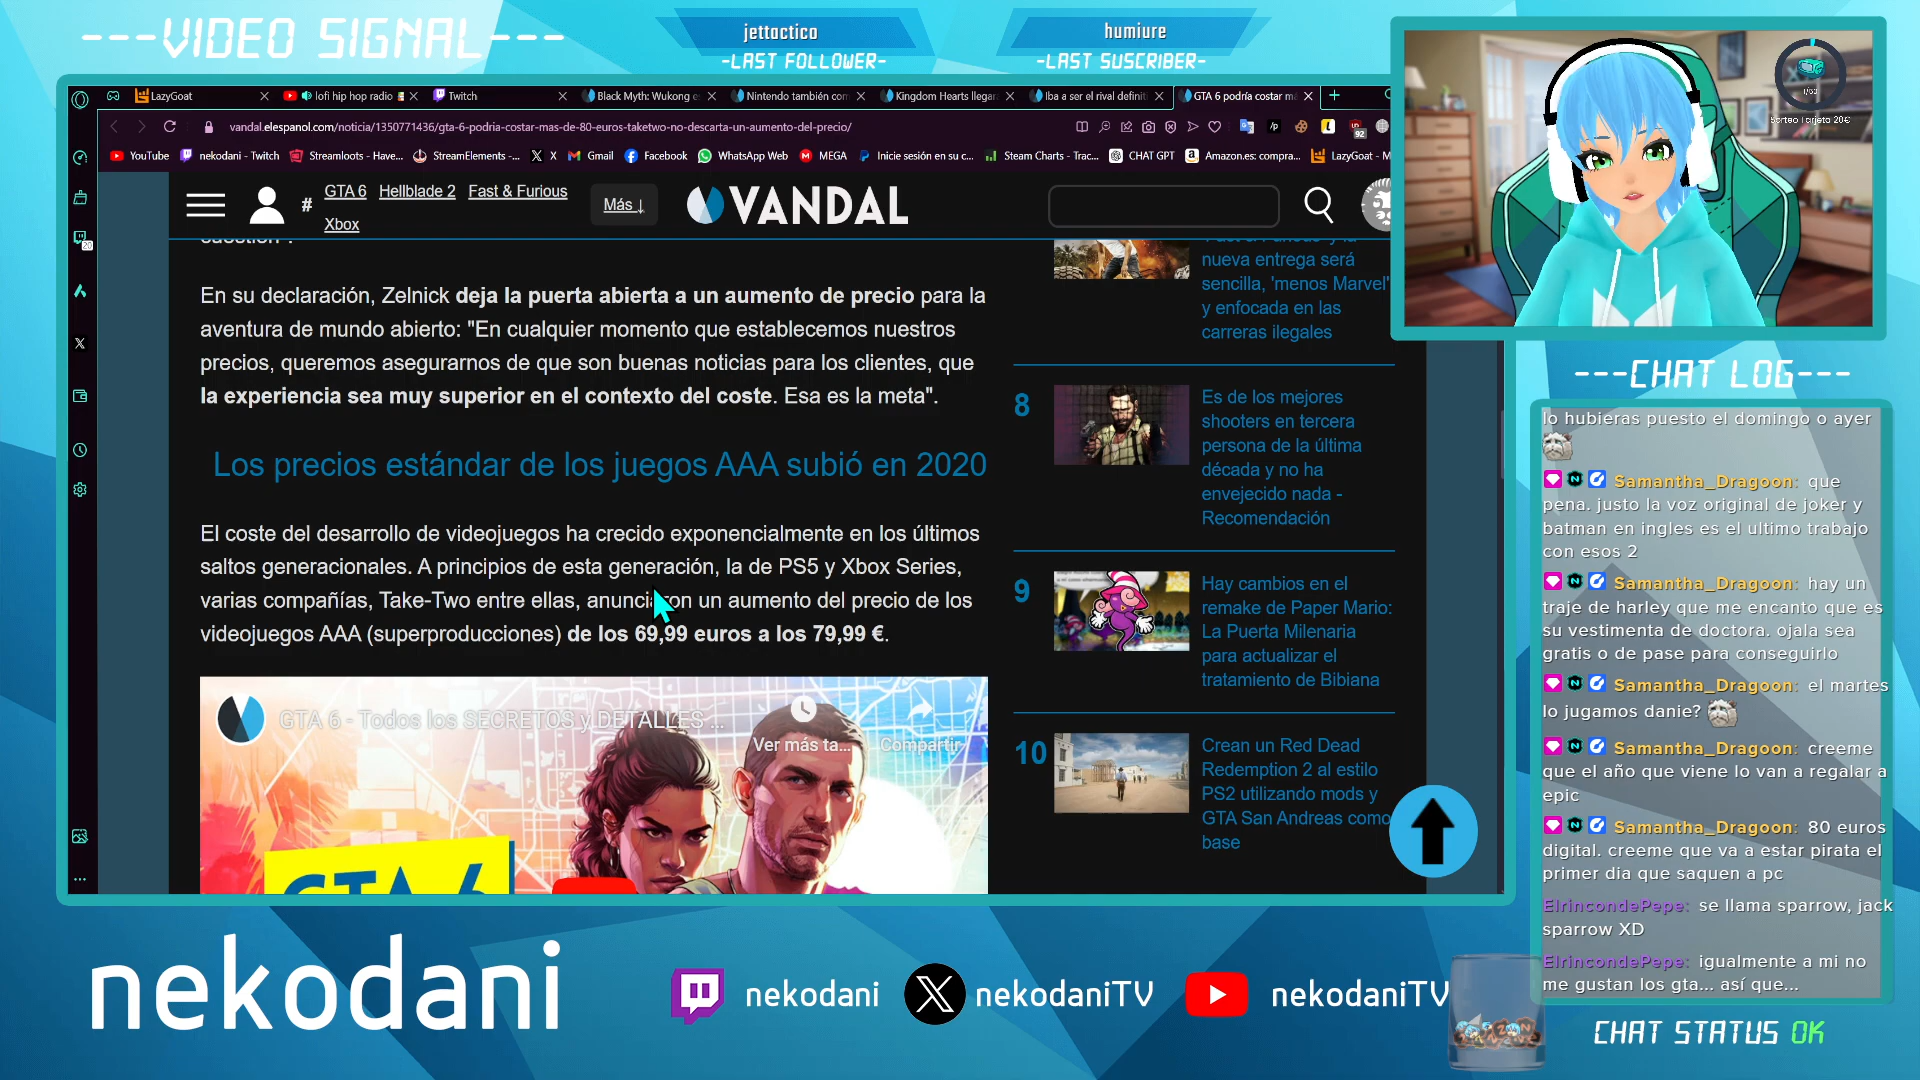 ---VIDEO SIGNAL---
jettactico
-LAST FOLLOWER-
humiure
-LAST SUSCRIBER-
LazyGoat
lofi hip hop radio
Twitch
Black Myth: Wukong e
Nintendo también com
Kingdom Hearts llegar
Iba a ser el rival definit
GTA 6 podría costar m
vandal.elespanol.com/noticia/1350771436/gta-6-podria-costar-mas-de-80-euros-taketwo-no-descarta-un-aumento-del-precio/
92
YouTube
nekodani - Twitch
Streamloots - Have...
StreamElements -...
X
Gmail
Facebook
WhatsApp Web
MEGA
Inicie sesión en su c...
Steam Charts - Trac...
CHAT GPT
Amazon.es: compra...
LazyGoat - M
20
#
GTA 6
Hellblade 2
Fast & Furious
Xbox
Más ↓
VANDAL
1/50
Sorteo Tarjeta 20€
En su declaración, Zelnick deja la puerta abierta a un aumento de precio para la
aventura de mundo abierto: "En cualquier momento que establecemos nuestros
precios, queremos asegurarnos de que son buenas noticias para los clientes, que
la experiencia sea muy superior en el contexto del coste. Esa es la meta".
Los precios estándar de los juegos AAA subió en 2020
El coste del desarrollo de videojuegos ha crecido exponencialmente en los últimos
saltos generacionales. A principios de esta generación, la de PS5 y Xbox Series,
varias compañías, Take-Two entre ellas, anunciaron un aumento del precio de los
videojuegos AAA (superproducciones) de los 69,99 euros a los 79,99 €.
GTA 6 - Todos los SECRETOS y DETALLES ...
Ver más ta...
Compartir
GTA 6
nueva entrega será
sencilla, 'menos Marvel'
y enfocada en las
carreras ilegales
8
Es de los mejores
shooters en tercera
persona de la última
década y no ha
envejecido nada -
Recomendación
9
Hay cambios en el
remake de Paper Mario:
La Puerta Milenaria
para actualizar el
tratamiento de Bibiana
10
Crean un Red Dead
Redemption 2 al estilo
PS2 utilizando mods y
GTA San Andreas como
base
---CHAT LOG---
lo hubieras puesto el domingo o ayer
Samantha_Dragoon: que
pena. justo la voz original de joker y
batman en ingles es el ultimo trabajo
con esos 2
Samantha_Dragoon: hay un
traje de harley que me encanto que es
su vestimenta de doctora. ojala sea
gratis o de pase para conseguirlo
Samantha_Dragoon: el martes
lo jugamos danie?
Samantha_Dragoon: creeme
que el año que viene lo van a regalar a
epic
Samantha_Dragoon: 80 euros
digital. creeme que va a estar pirata el
primer dia que saquen a pc
ElrincondePepe: se llama sparrow, jack
sparrow XD
ElrincondePepe: igualmente a mi no
me gustan los gta... así que...
CHAT STATUS OK
nekodani
nekodani
nekodaniTV
nekodaniTV